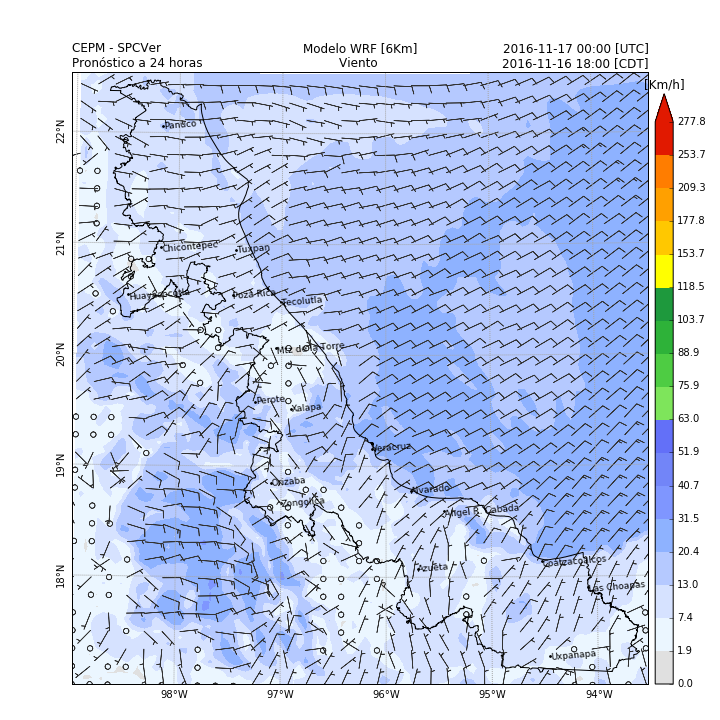 CEPM - SPCVer
Modelo WRF [6Km]
2016-11-17 00:00 [UTC]
Pronóstico a 24 horas
Viento
2016-11-16 18:00 [CDT]
[Km/h]
277.8
253.7
209.3
177.8
153.7
118.5
103.7
88.9
75.9
63.0
51.9
40.7
31.5
20.4
13.0
7.4
1.9
0.0
22°N
21°N
20°N
19°N
18°N
98°W
97°W
96°W
95°W
94°W
Panuco
Chicontepec
Tuxpan
Huayacocotla
Poza Rica
Tecolutla
Mtz de la Torre
Perote
Xalapa
Veracruz
Orizaba
Alvarado
Zongolica
Angel R. Cabada
Azueta
Coatzacoalcos
Las Choapas
Uxpanapa